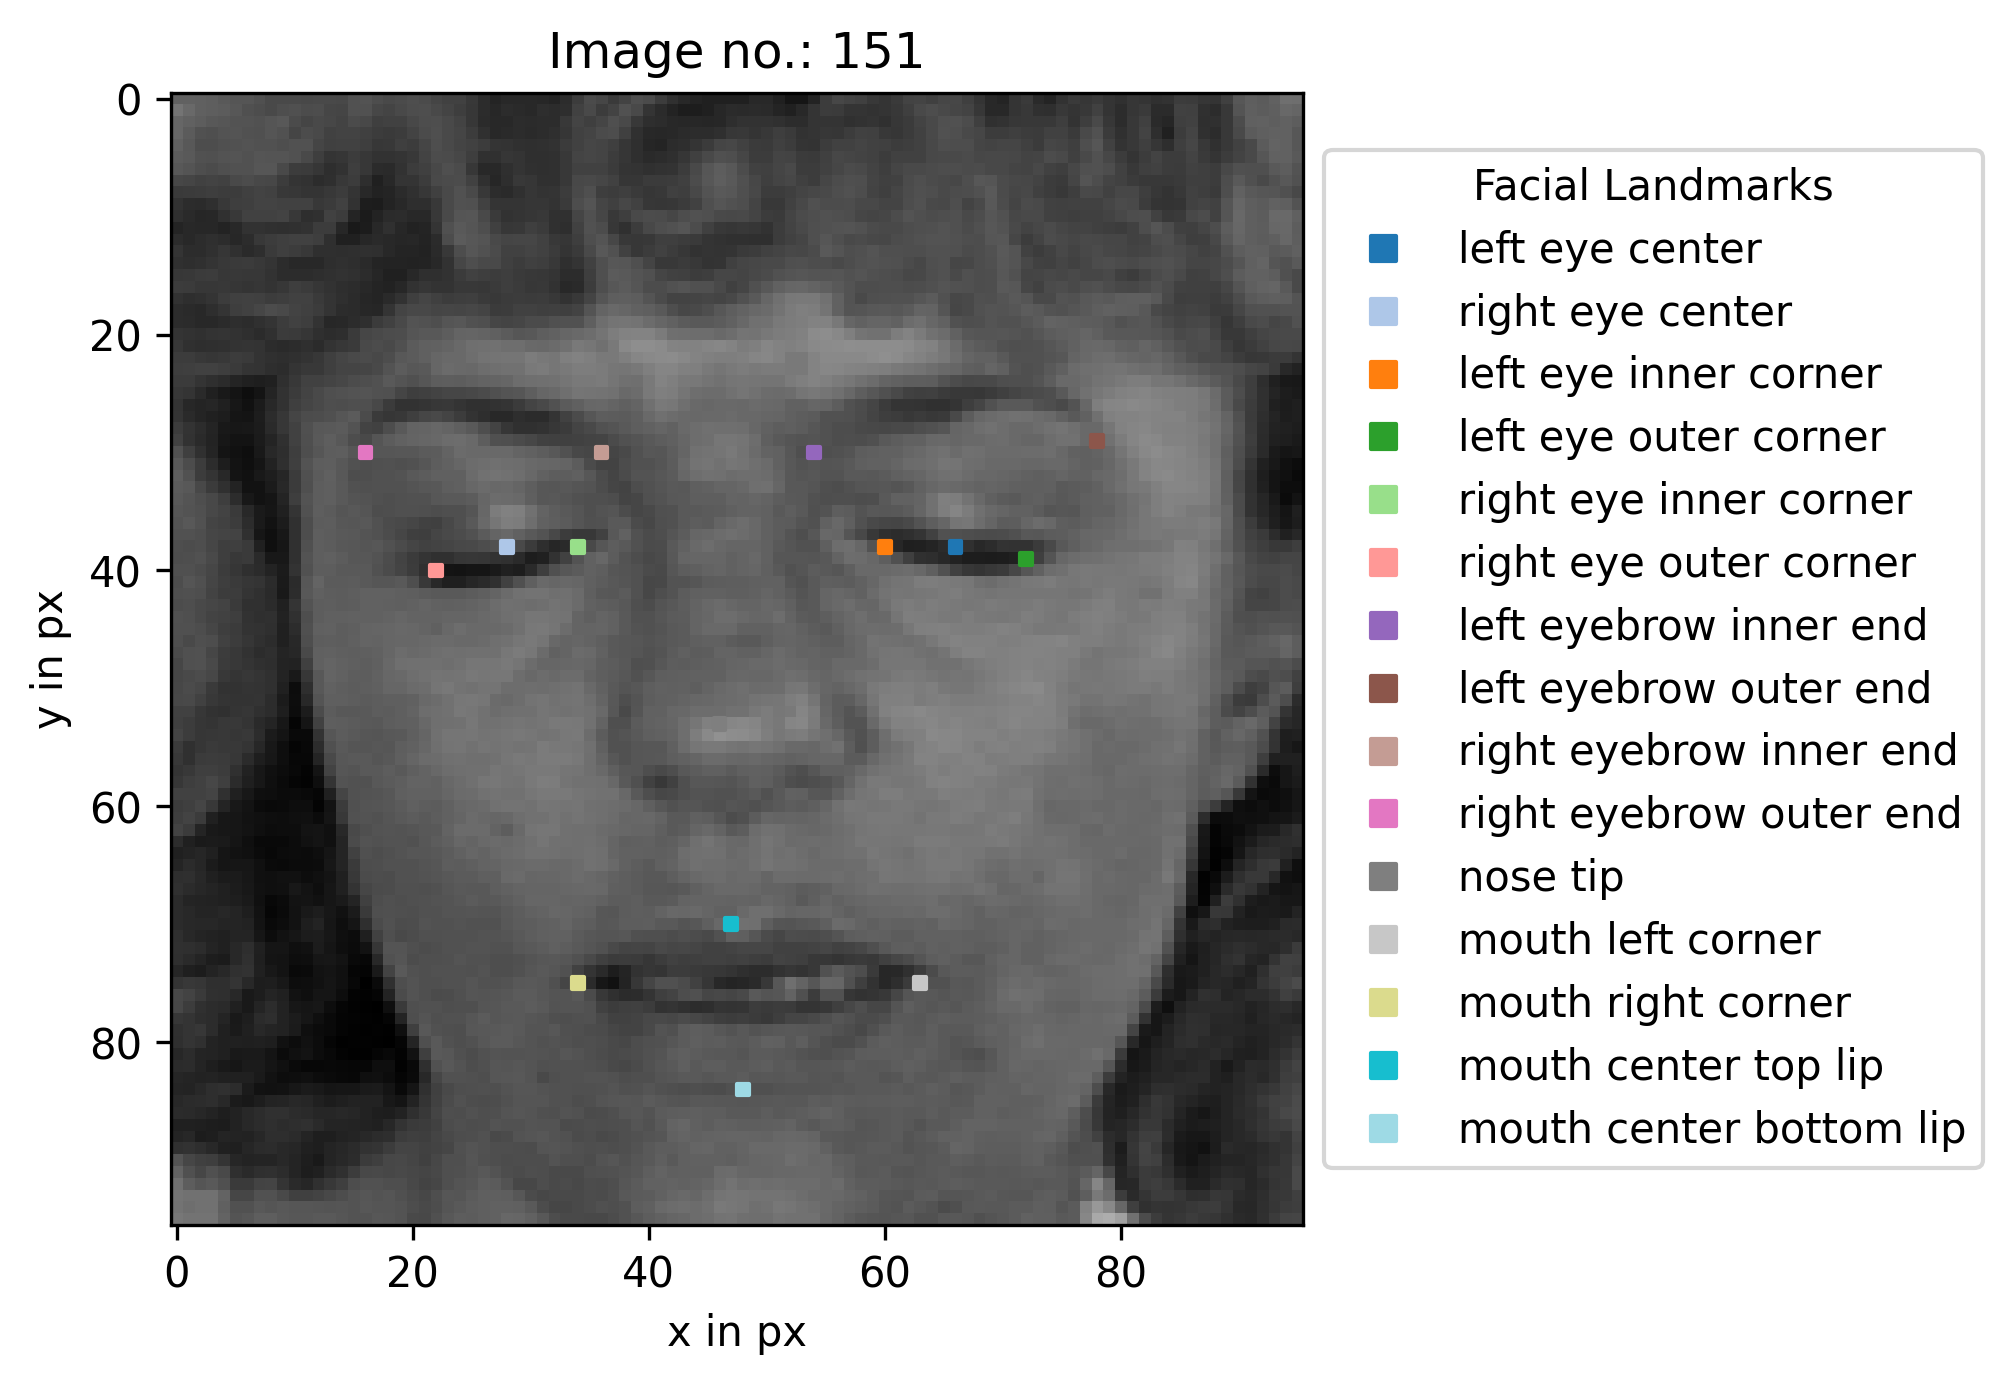 Image no.: 151
0
20
40
60
80
y in px
0 20 40 60 80
x in px
Facial Landmarks
left eye center
right eye center
left eye inner corner
left eye outer corner
right eye inner corner
right eye outer corner
left eyebrow inner end
left eyebrow outer end
right eyebrow inner end
right eyebrow outer end
nose tip
mouth left corner
mouth right corner
mouth center top lip
mouth center bottom lip